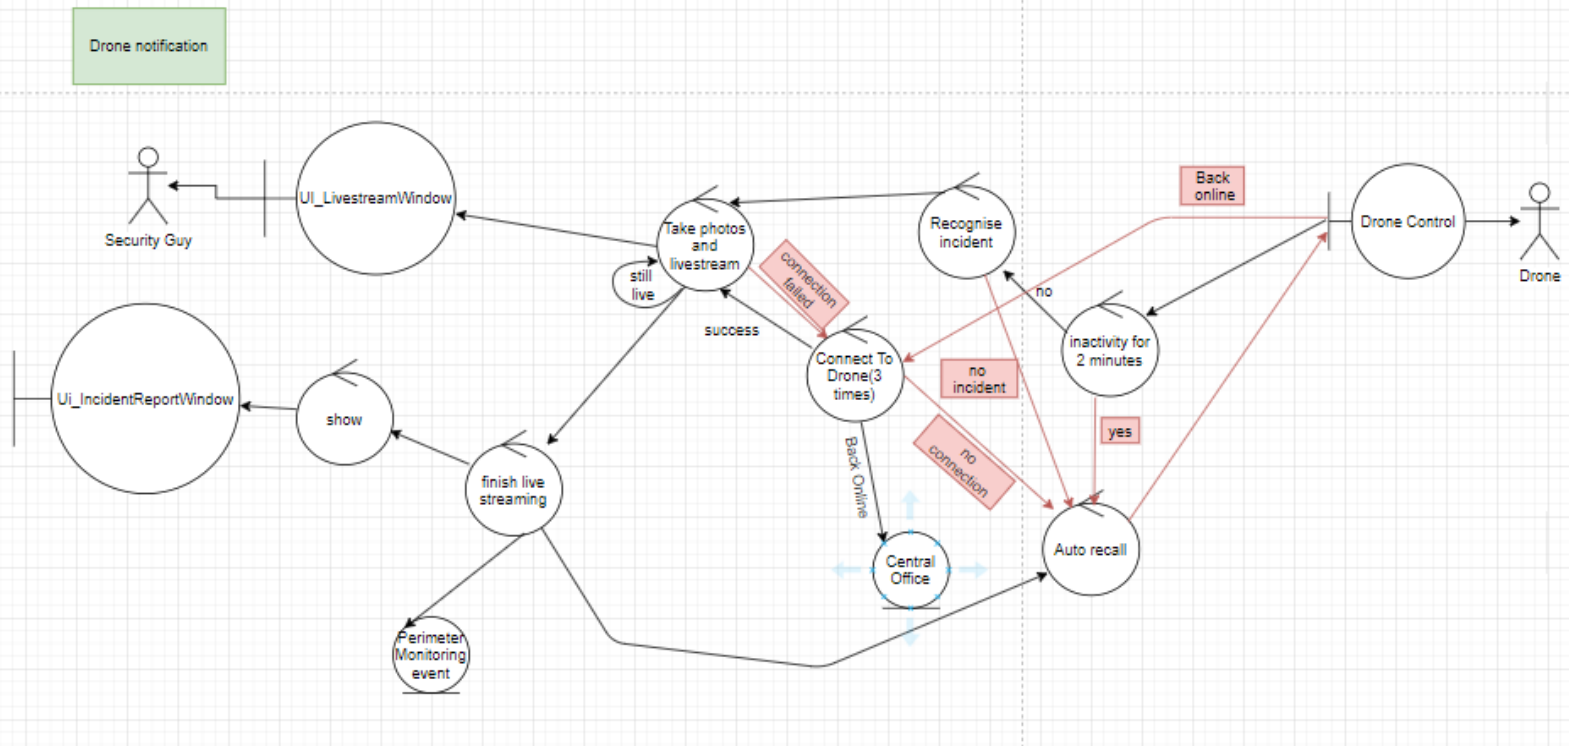 Drone notification
Security Guy
UI_LivestreamWindow
Take photos
and
livestream
still
live
connection
failed
success
Recognise
incident
Back
online
Drone Control
Drone
no
inactivity for
2 minutes
Connect To
Drone(3
times)
no
incident
yes
no
connection
Back Online
Ui_IncidentReportWindow
show
finish live
streaming
Central
Office
Auto recall
Perimeter
Monitoring
event